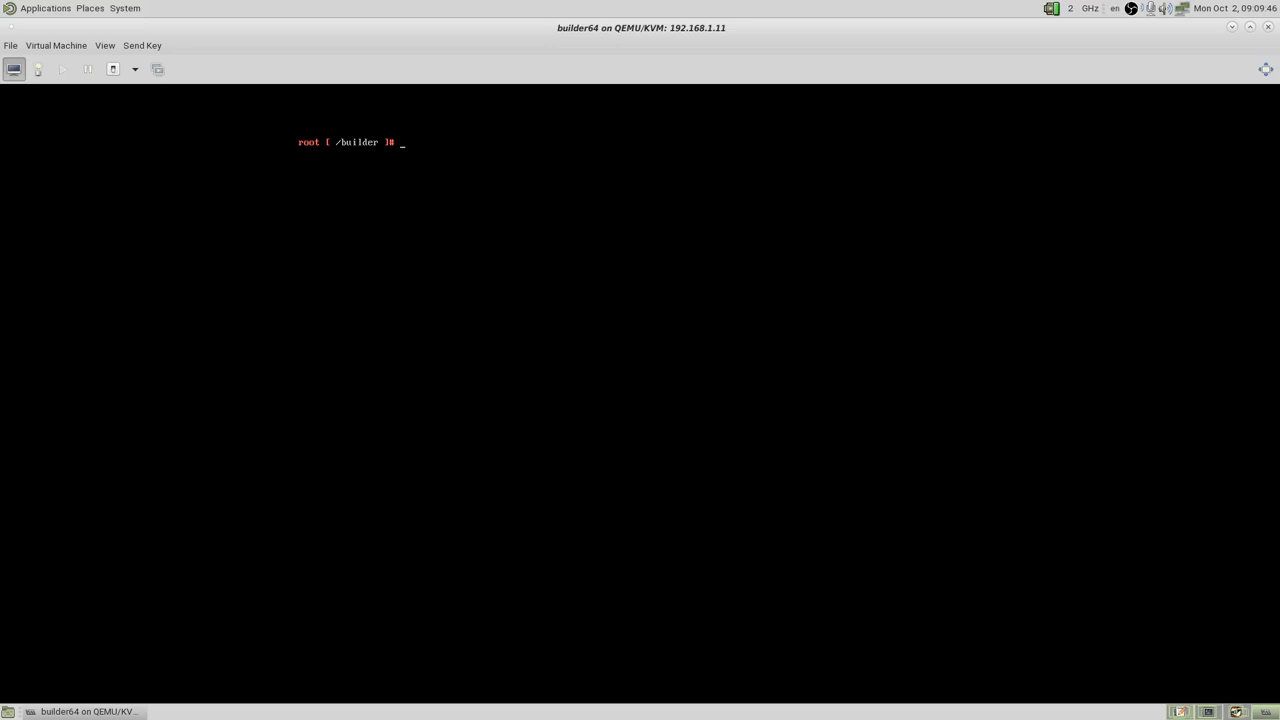 Applications Places System
2 GHz en Mon Oct 2, 09:09:46
builder64 on QEMU/KVM: 192.168.1.11
File Virtual Machine View Send Key
root [ /builder ]# _
builder64 on QEMU/KV...